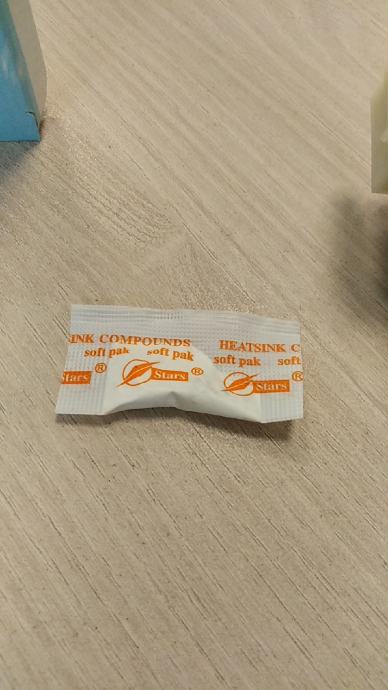 INK COMPOUNDS HEATSINK C
soft pak soft pak soft pak soft
Stars ® Stars ® Stars ®